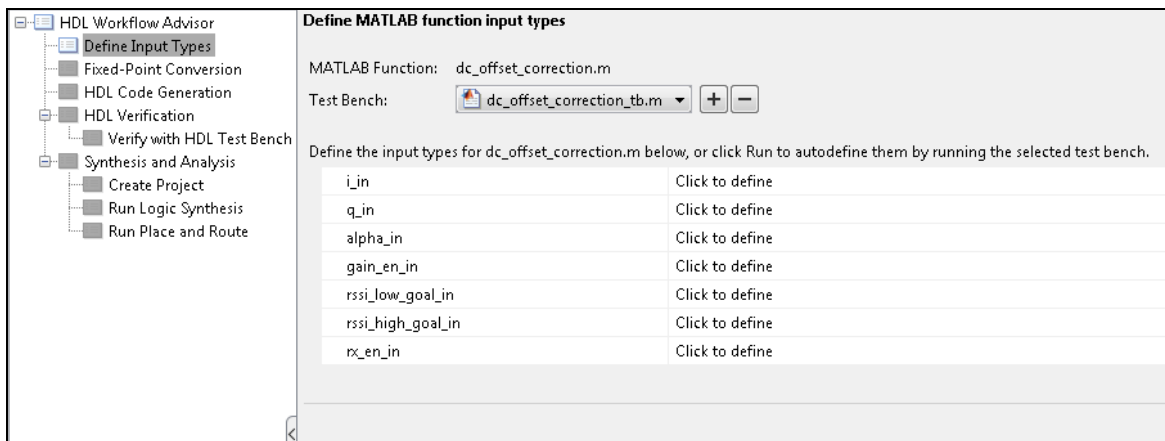 HDL Workflow Advisor
Define Input Types
Fixed-Point Conversion
HDL Code Generation
HDL Verification
Verify with HDL Test Bench
Synthesis and Analysis
Create Project
Run Logic Synthesis
Run Place and Route
Define MATLAB function input types
MATLAB Function: dc_offset_correction.m
Test Bench: dc_offset_correction_tb.m
Define the input types for dc_offset_correction.m below, or click Run to autodefine them by running the selected test bench.
i_in Click to define
q_in Click to define
alpha_in Click to define
gain_en_in Click to define
rssi_low_goal_in Click to define
rssi_high_goal_in Click to define
rx_en_in Click to define